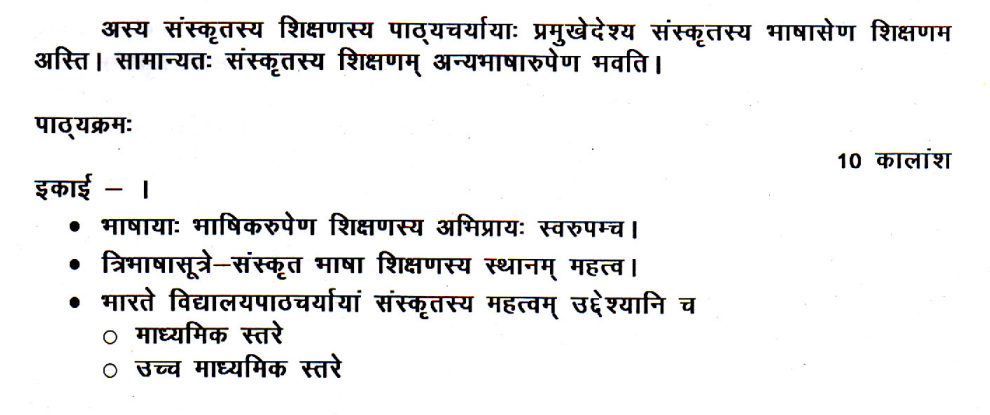 अस्य संस्कृतस्य शिक्षणस्य पाठ्यचर्यायाः प्रमुखेदेश्य संस्कृतस्य भाषासेण शिक्षणम
अस्ति। सामान्यतः संस्कृतस्य शिक्षणम् अन्यभाषारुपेण भवति।
पाठ्यक्रमः
10 कालांश
इकाई – ।
• भाषायाः भाषिकरुपेण शिक्षणस्य अभिप्रायः स्वरुपम्च।
• त्रिभाषासूत्रे–संस्कृत भाषा शिक्षणस्य स्थानम् महत्व।
• भारते विद्यालयपाठचर्यायां संस्कृतस्य महत्वम् उद्देश्यानि च
○ माध्यमिक स्तरे
○ उच्च माध्यमिक स्तरे